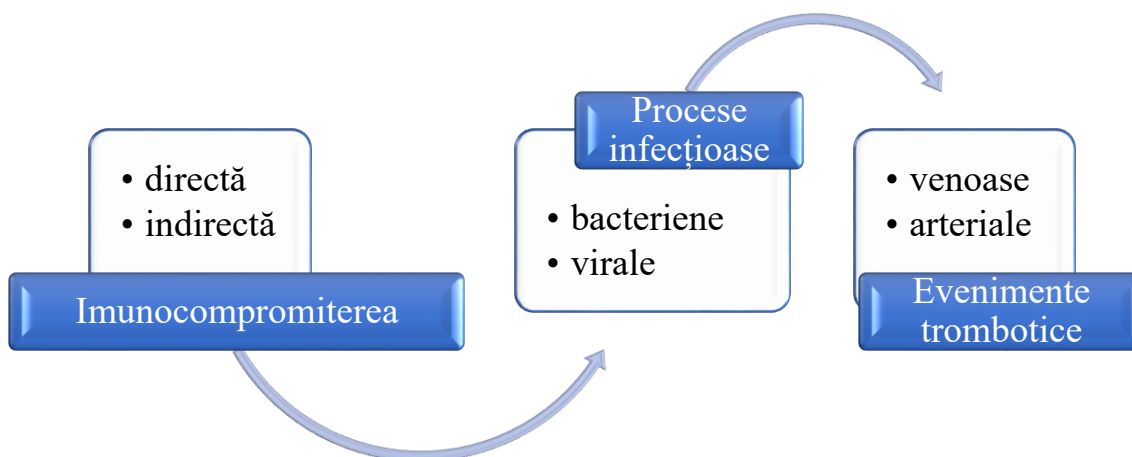 • directă
• indirectă
Imunocompromiterea
Procese
infecțioase
• bacteriene
• virale
• venoase
• arteriale
Evenimente
trombotice